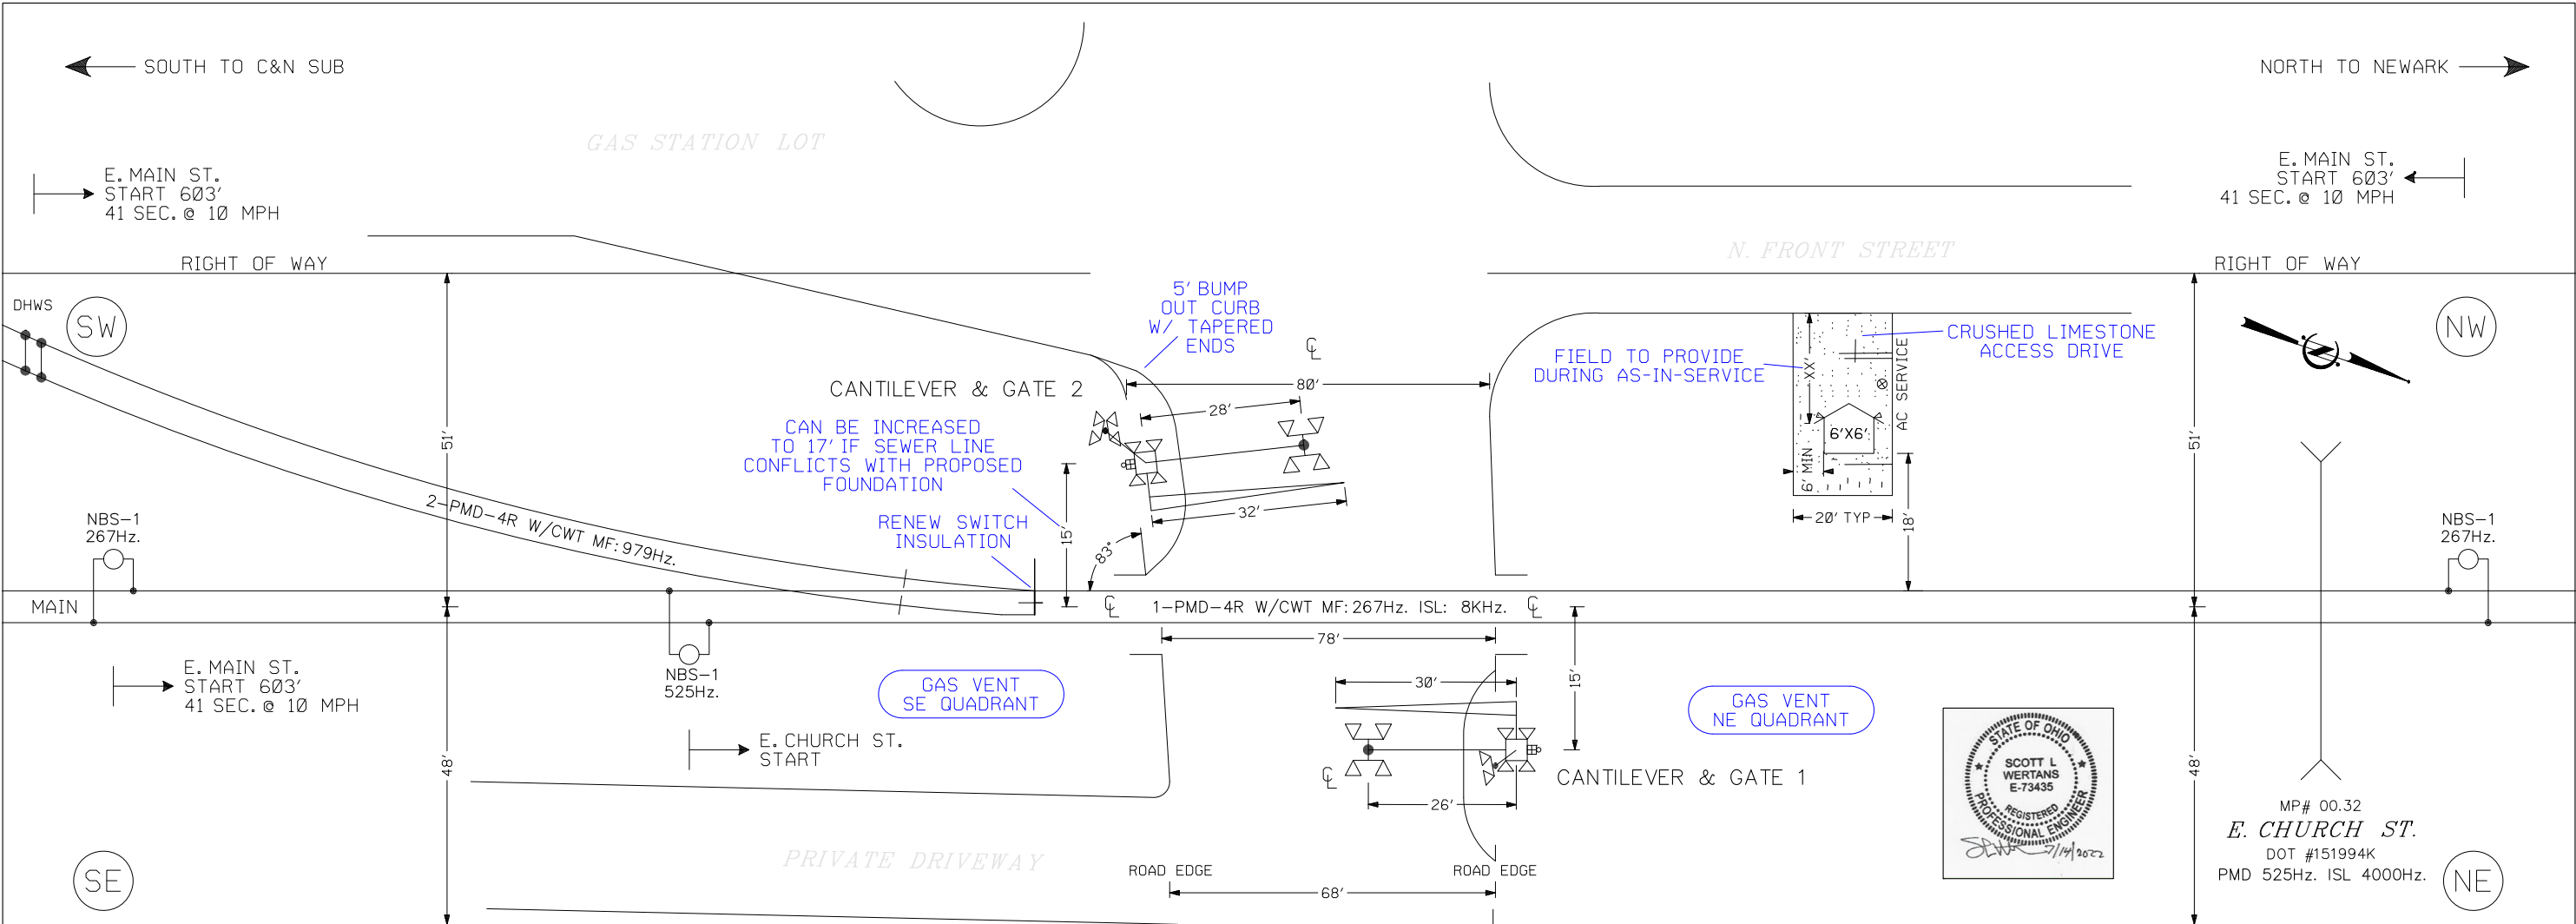 SOUTH TO C&N SUB
NORTH TO NEWARK
GAS STATION LOT
E. MAIN ST.
START 603'
41 SEC. @ 10 MPH
E. MAIN ST.
START 603'
41 SEC. @ 10 MPH
N. FRONT STREET
RIGHT OF WAY
RIGHT OF WAY
DHWS
SW
NW
5' BUMP
OUT CURB
W/ TAPERED
ENDS
CL
80'
28'
32'
83°
CANTILEVER & GATE 2
CAN BE INCREASED
TO 17' IF SEWER LINE
CONFLICTS WITH PROPOSED
FOUNDATION
15'
RENEW SWITCH
INSULATION
FIELD TO PROVIDE
DURING AS-IN-SERVICE
CRUSHED LIMESTONE
ACCESS DRIVE
XX'
AC SERVICE
6'X6'
6' MIN
20' TYP
18'
51'
51'
2-PMD-4R W/CWT MF: 979Hz.
NBS-1
267Hz.
NBS-1
267Hz.
MAIN
CL
1-PMD-4R W/CWT MF: 267Hz. ISL: 8KHz.
CL
78'
NBS-1
525Hz.
E. MAIN ST.
START 603'
41 SEC. @ 10 MPH
GAS VENT
SE QUADRANT
30'
15'
GAS VENT
NE QUADRANT
E. CHURCH ST.
START
CL
26'
CANTILEVER & GATE 1
48'
48'
STATE OF OHIO
SCOTT L
WERTANS
E-73435
REGISTERED
PROFESSIONAL ENGINEER
7/14/2022
MP# 00.32
E. CHURCH ST.
DOT #151994K
PMD 525Hz. ISL 4000Hz.
PRIVATE DRIVEWAY
ROAD EDGE
ROAD EDGE
68'
SE
NE